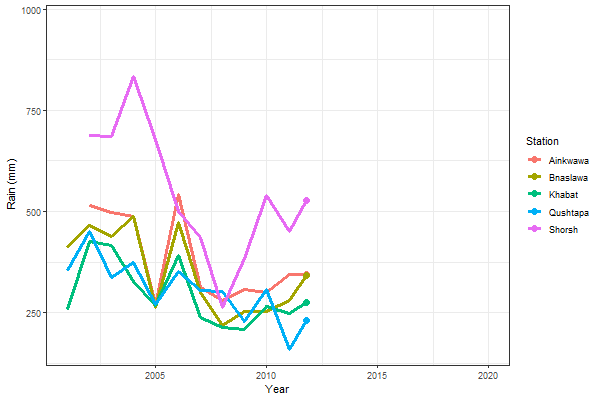 1000
750
500
250
Rain (mm)
2005
2010
2015
2020
Year
Station
Ainkwawa
Bnaslawa
Khabat
Qushtapa
Shorsh